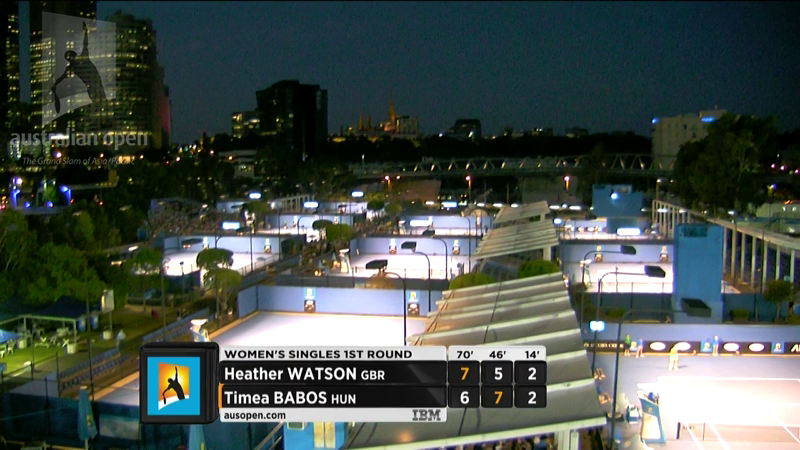 australian open
The Grand Slam of Asia/Pacific
WOMEN'S SINGLES 1ST ROUND 70' 46' 14'
Heather WATSON GBR 7 5 2
Timea BABOS HUN 6 7 2
ausopen.com IBM